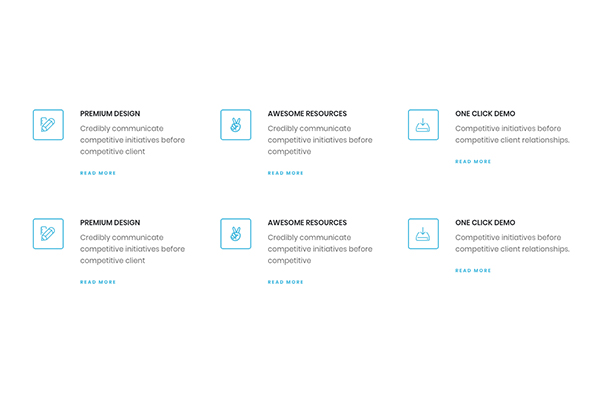 PREMIUM DESIGN
Credibly communicate
competitive initiatives before
competitive client
READ MORE
AWESOME RESOURCES
Credibly communicate
competitive initiatives before
competitive
READ MORE
ONE CLICK DEMO
Competitive initiatives before
competitive client relationships.
READ MORE
PREMIUM DESIGN
Credibly communicate
competitive initiatives before
competitive client
READ MORE
AWESOME RESOURCES
Credibly communicate
competitive initiatives before
competitive
READ MORE
ONE CLICK DEMO
Competitive initiatives before
competitive client relationships.
READ MORE